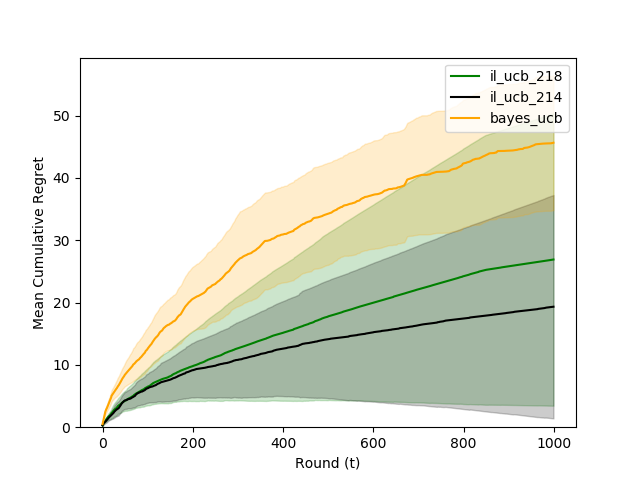 il_ucb_218
il_ucb_214
bayes_ucb
Mean Cumulative Regret
50
40
30
20
10
0
0 200 400 600 800 1000
Round (t)